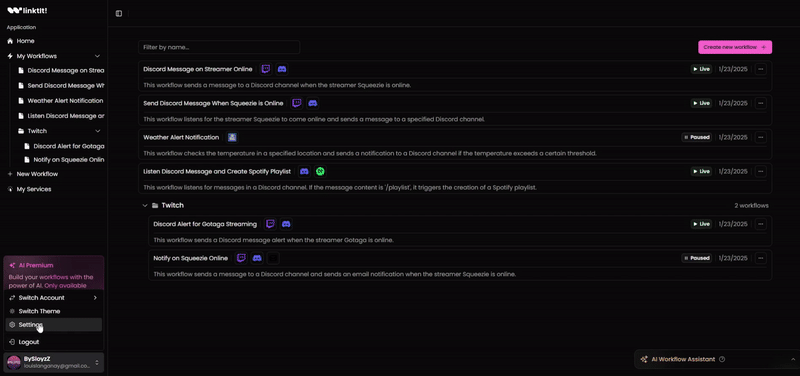 linktit!
Application
Home
My Workflows
Discord Message on Strea
Send Discord Message Wh
Weather Alert Notification
Listen Discord Message ar
Twitch
Discord Alert for Gotaga
Notify on Squeezie Onlin
New Workflow
My Services
AI Premium
Build your workflows with the
power of AI. Only available
Switch Account
Switch Theme
Settings
Logout
BySloyzZ
Filter by name...
Create new workflow
Discord Message on Streamer Online
Live
1/23/2025
This workflow sends a message to a Discord channel when the streamer Squeezie is online.
Send Discord Message When Squeezie is Online
Live
1/23/2025
This workflow listens for the streamer Squeezie to come online and sends a message to a specified Discord channel.
Weather Alert Notification
Paused
1/23/2025
This workflow checks the temperature in a specified location and sends a notification to a Discord channel if the temperature exceeds a certain threshold.
Listen Discord Message and Create Spotify Playlist
Live
1/23/2025
This workflow listens for messages in a Discord channel. If the message content is '/playlist', it triggers the creation of a Spotify playlist.
Twitch
2 workflows
Discord Alert for Gotaga Streaming
Live
1/23/2025
This workflow sends a Discord message alert when the streamer Gotaga is online.
Notify on Squeezie Online
Paused
1/23/2025
This workflow sends a message to a Discord channel and sends an email notification when the streamer Squeezie is online.
AI Workflow Assistant